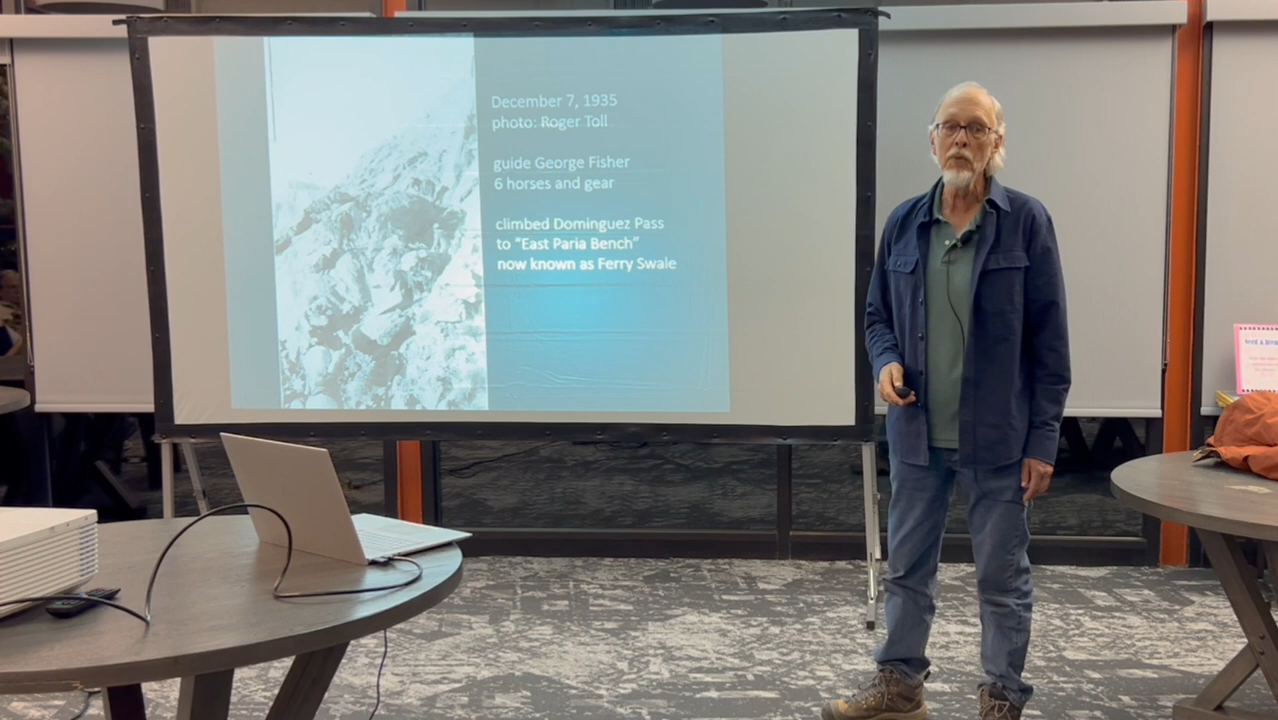 December 7, 1935
photo: Roger Toll
guide George Fisher
6 horses and gear
climbed Dominguez Pass
to “East Paria Bench”
now known as Ferry Swale